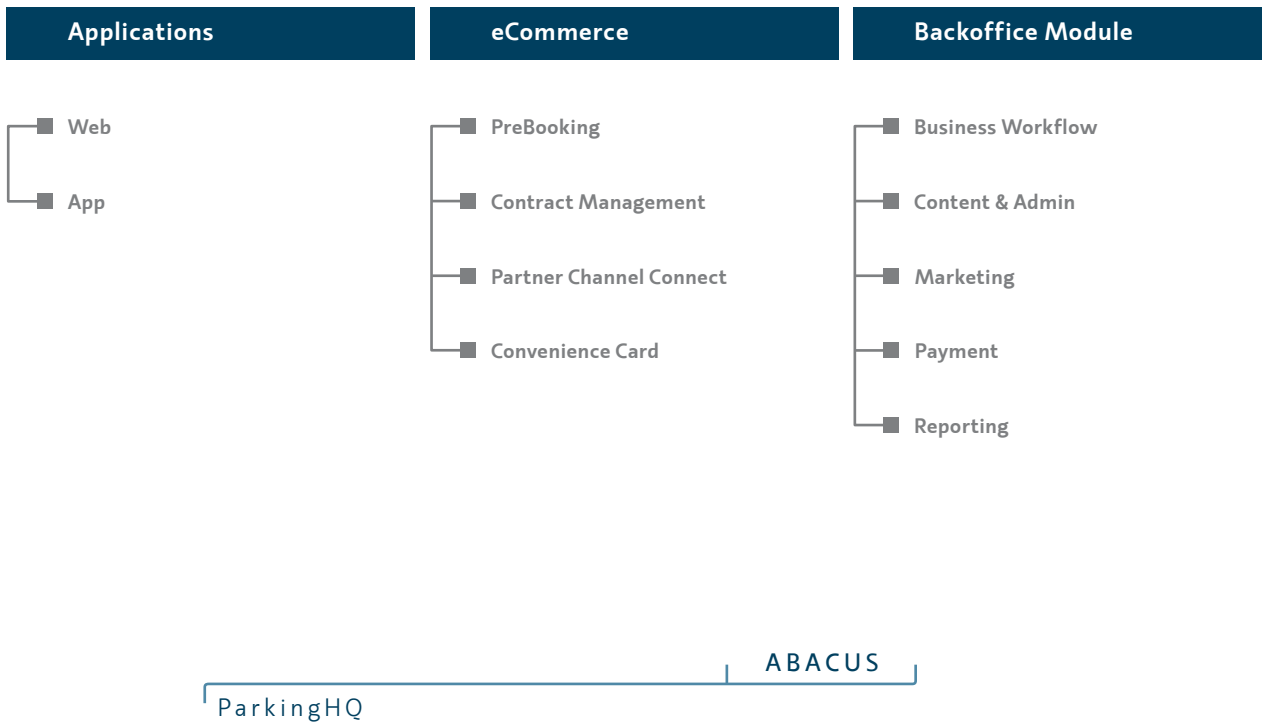 Applications
Web
App
eCommerce
PreBooking
Contract Management
Partner Channel Connect
Convenience Card
Backoffice Module
Business Workflow
Content & Admin
Marketing
Payment
Reporting
ABACUS
ParkingHQ